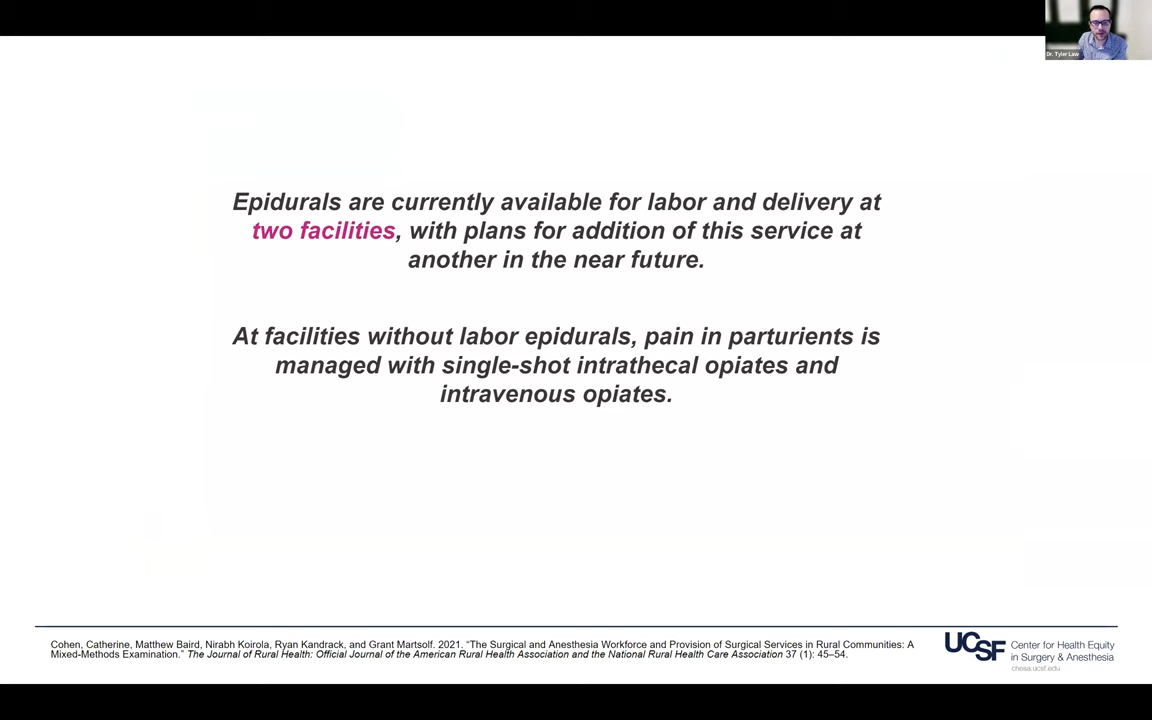 Dr. Tyler Law
Epidurals are currently available for labor and delivery at
two facilities, with plans for addition of this service at
another in the near future.
At facilities without labor epidurals, pain in parturients is
managed with single-shot intrathecal opiates and
intravenous opiates.
Cohen, Catherine, Matthew Baird, Nirabh Koirola, Ryan Kandrack, and Grant Martsolf. 2021. “The Surgical and Anesthesia Workforce and Provision of Surgical Services in Rural Communities: A
Mixed-Methods Examination.” The Journal of Rural Health: Official Journal of the American Rural Health Association and the National Rural Health Care Association 37 (1): 45–54.
UCSF
Center for Health Equity
in Surgery & Anesthesia
chesa.ucsf.edu